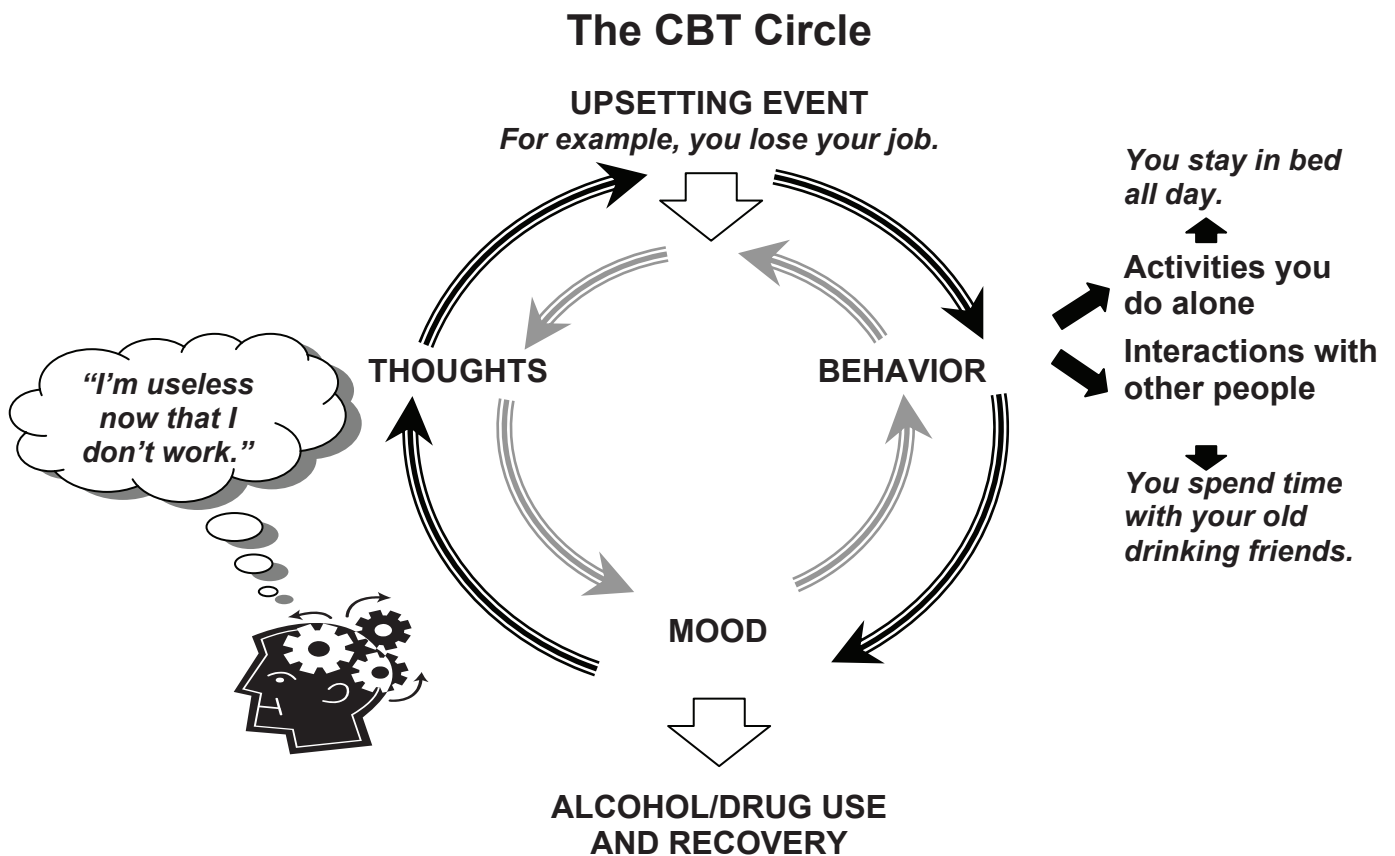 The CBT Circle
UPSETTING EVENT
For example, you lose your job.
You stay in bed
all day.
Activities you
do alone
Interactions with
other people
You spend time
with your old
drinking friends.
THOUGHTS
BEHAVIOR
“I’m useless
now that I
don’t work.”
MOOD
ALCOHOL/DRUG USE
AND RECOVERY